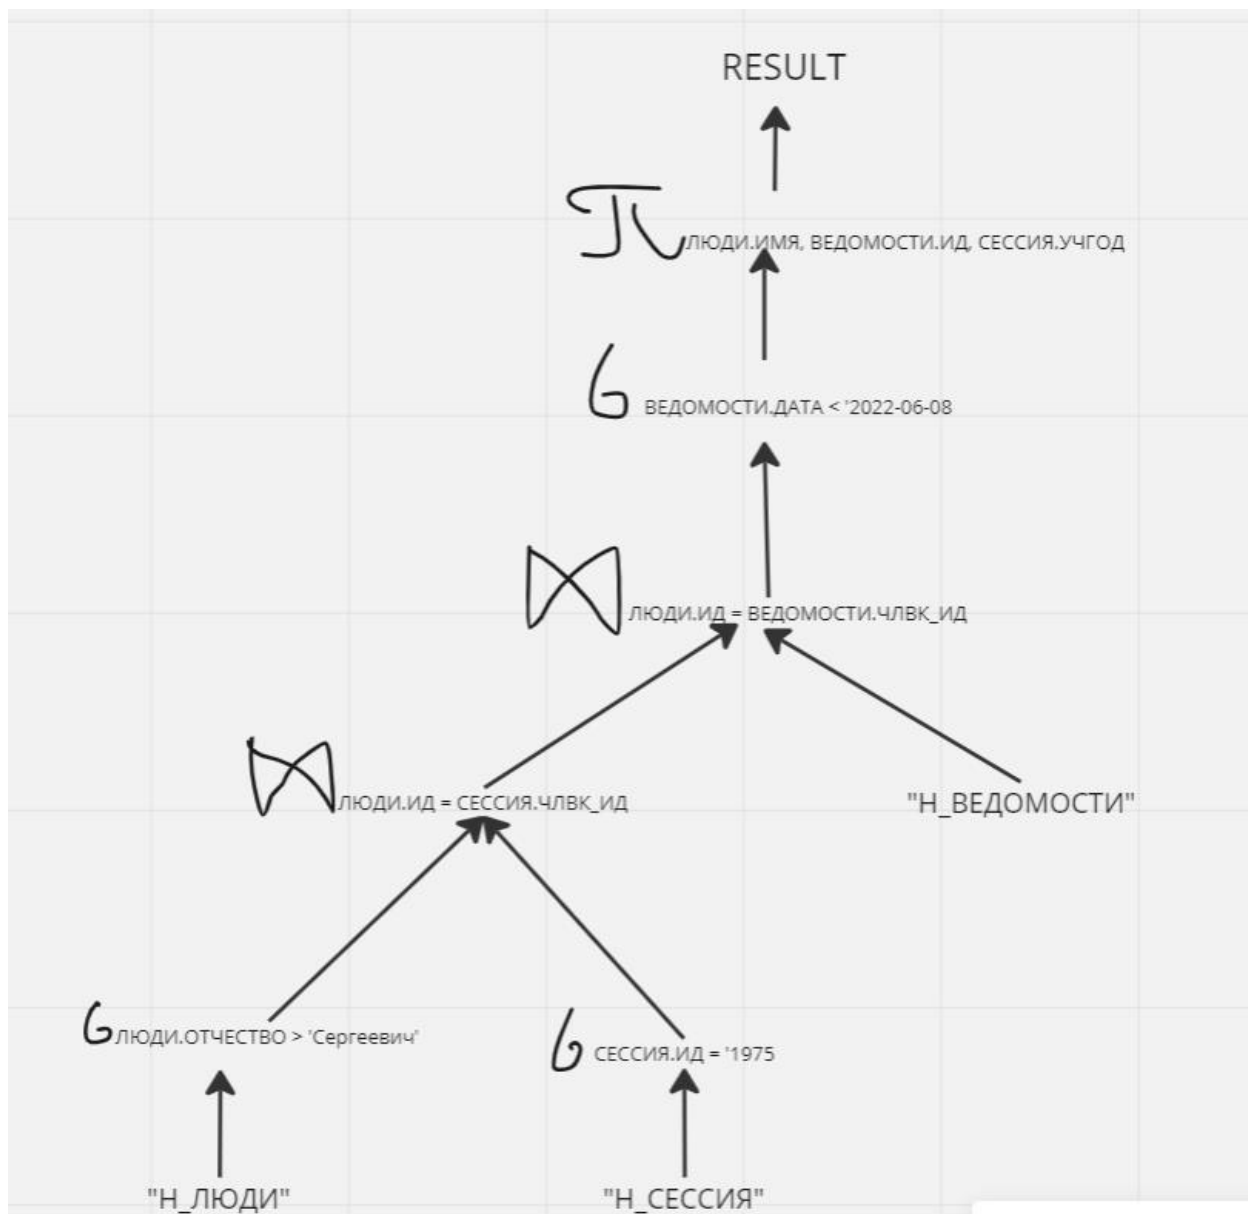 RESULT
π ЛЮДИ.ИМЯ, ВЕДОМОСТИ.ИД, СЕССИЯ.УЧГОД
σ ВЕДОМОСТИ.ДАТА < '2022-06-08
⋈ ЛЮДИ.ИД = ВЕДОМОСТИ.ЧЛВК_ИД
⋈ ЛЮДИ.ИД = СЕССИЯ.ЧЛВК_ИД
"Н_ВЕДОМОСТИ"
σ ЛЮДИ.ОТЧЕСТВО > 'Сергеевич'
σ СЕССИЯ.ИД = '1975
"Н_ЛЮДИ"
"Н_СЕССИЯ"